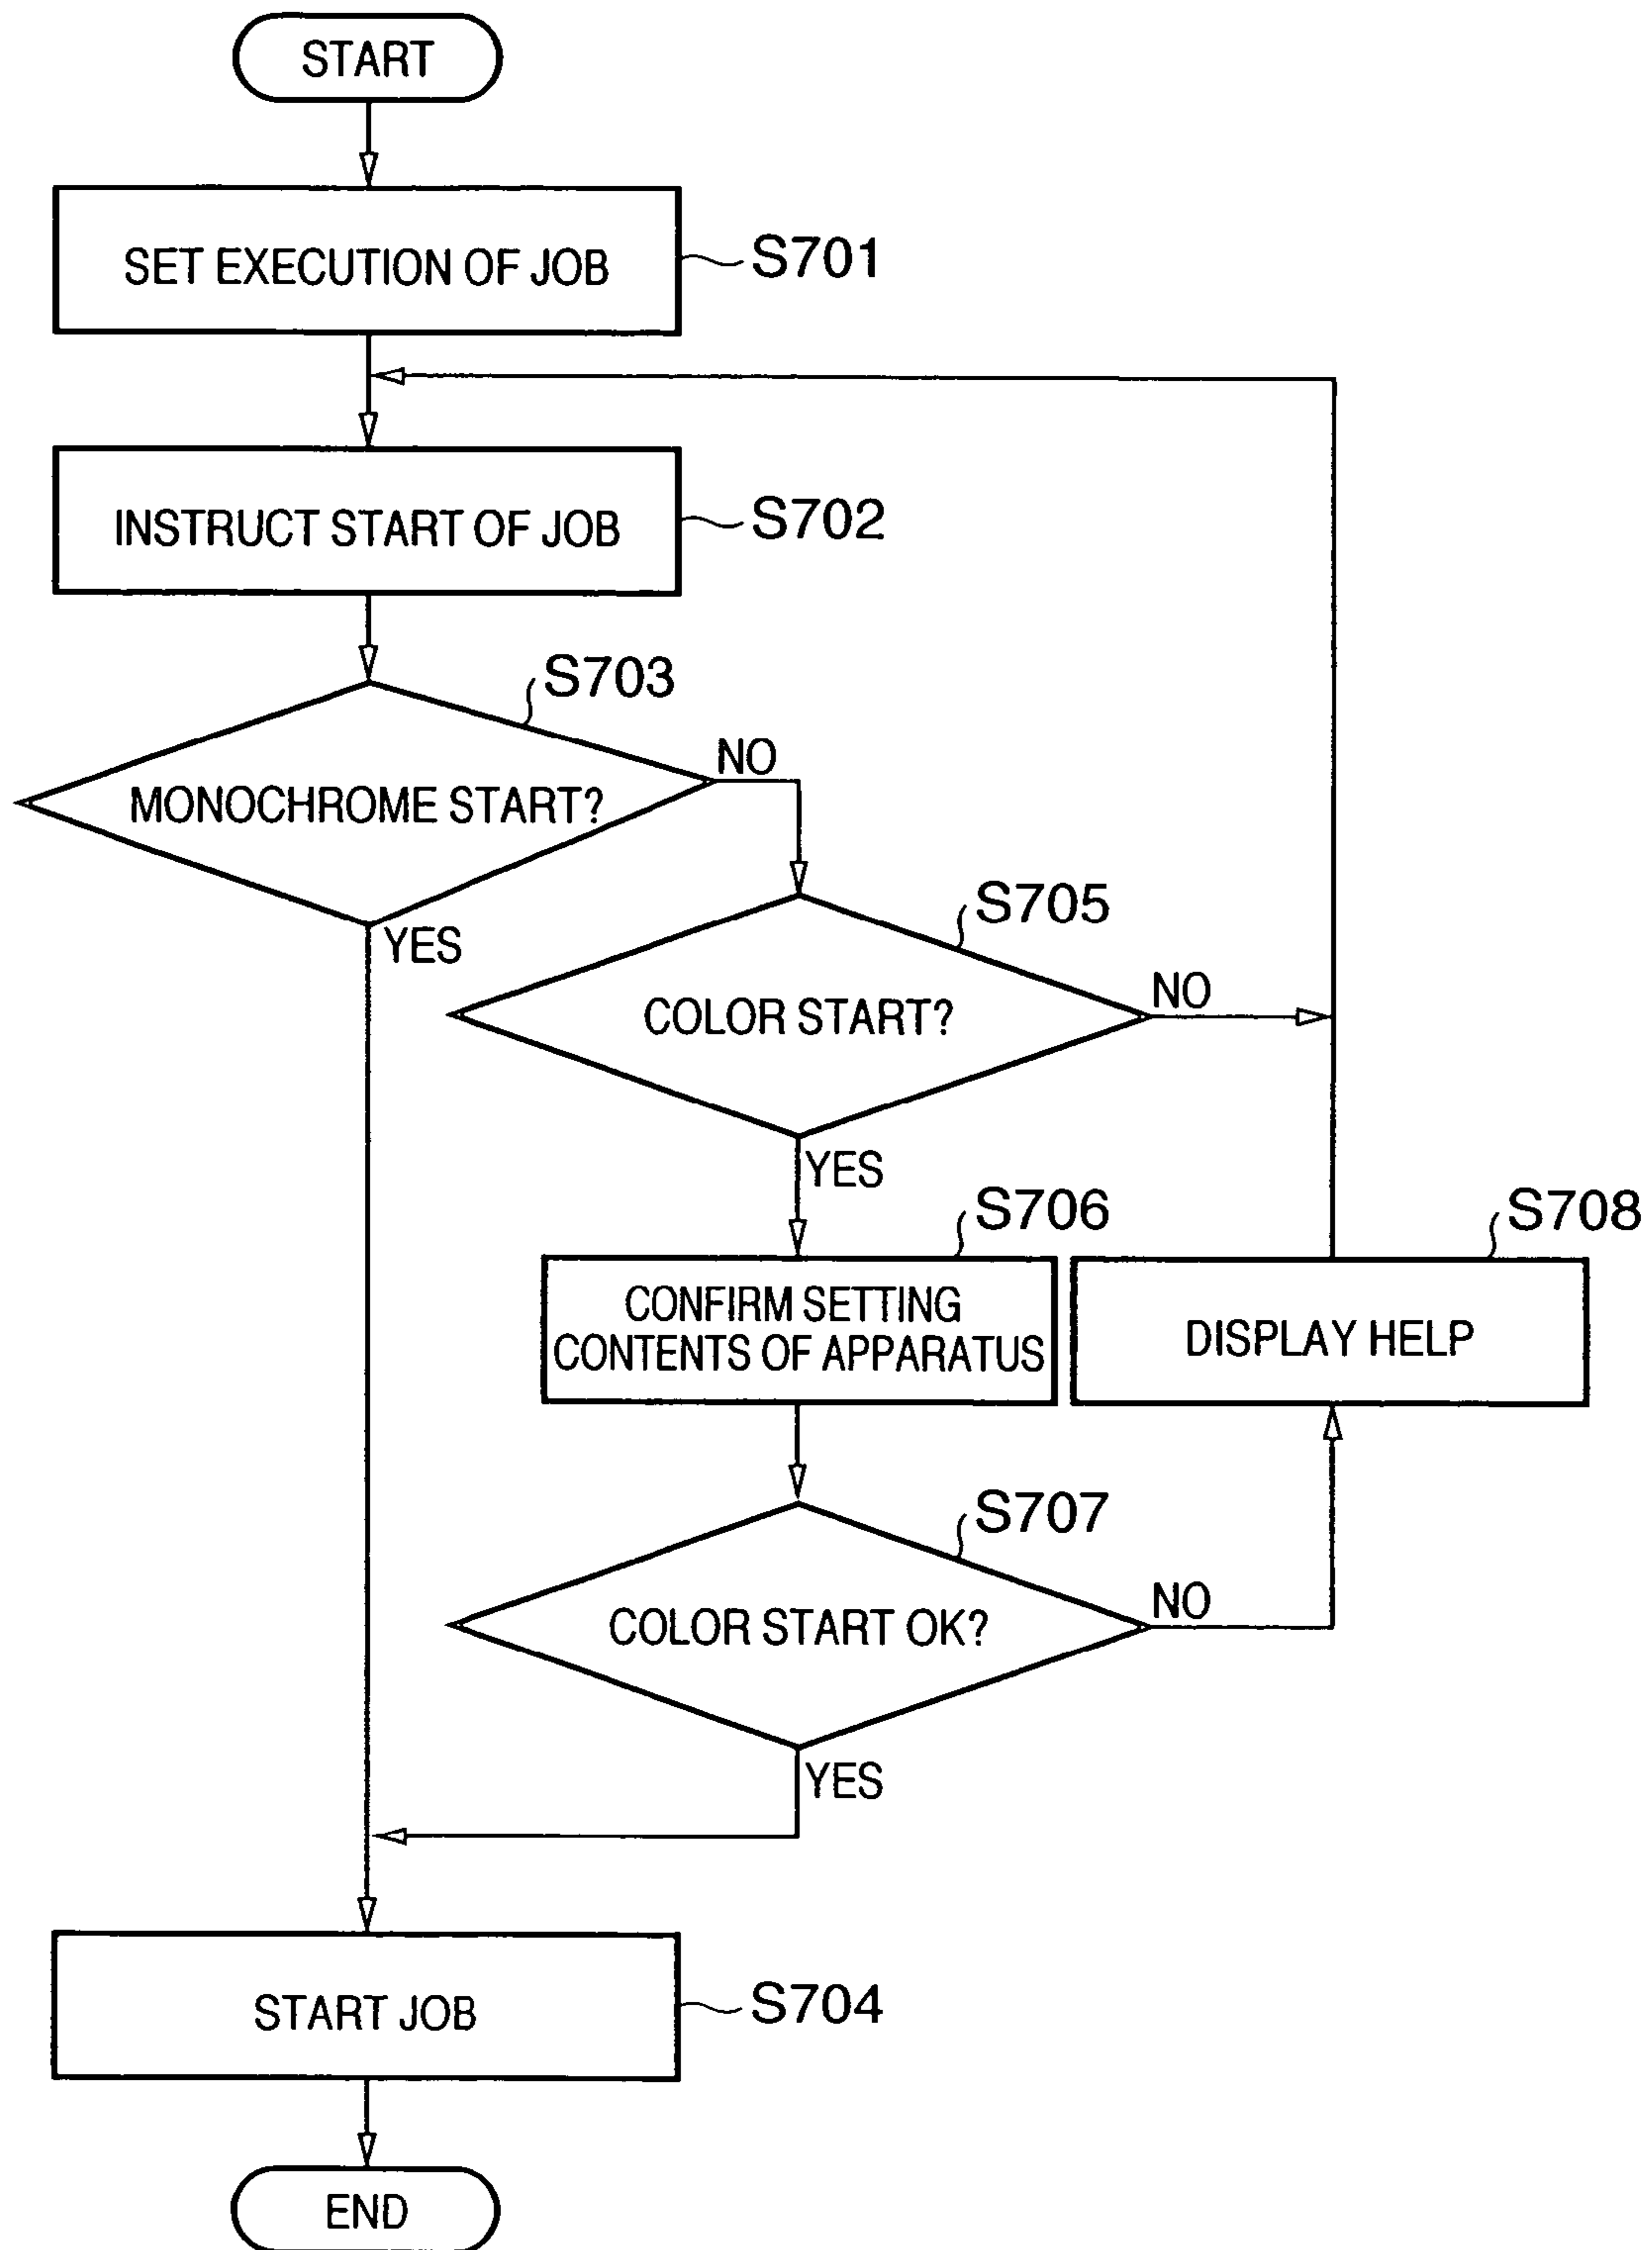 START
SET EXECUTION OF JOB
S701
INSTRUCT START OF JOB
S702
S703
MONOCHROME START?
NO
YES
S705
COLOR START?
NO
YES
S706
CONFIRM SETTING
CONTENTS OF APPARATUS
S708
DISPLAY HELP
S707
COLOR START OK?
NO
YES
START JOB
S704
END